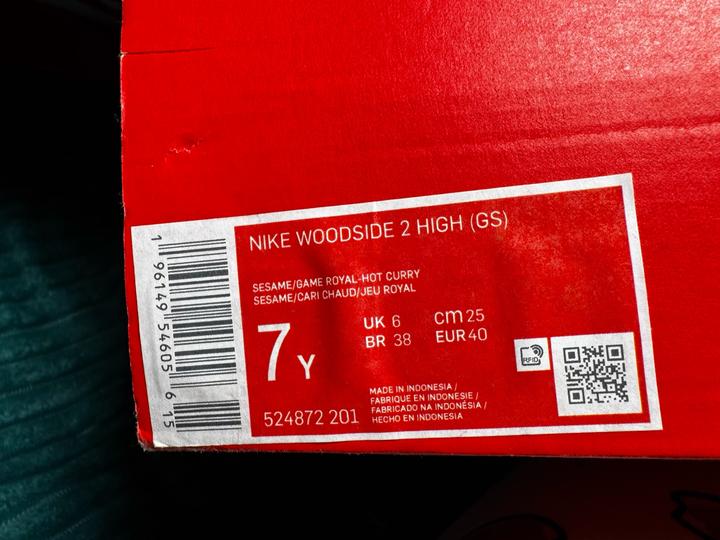 NIKE WOODSIDE 2 HIGH (GS)
SESAME/GAME ROYAL-HOT CURRY
SESAME/CARI CHAUD/JEU ROYAL
7Y
UK 6 cm 25
BR 38 EUR 40
RFID
524872 201
MADE IN INDONESIA /
FABRIQUE EN INDONESIE /
FABRICADO NA INDONÉSIA /
HECHO EN INDONESIA
1 96149 54605 6 15